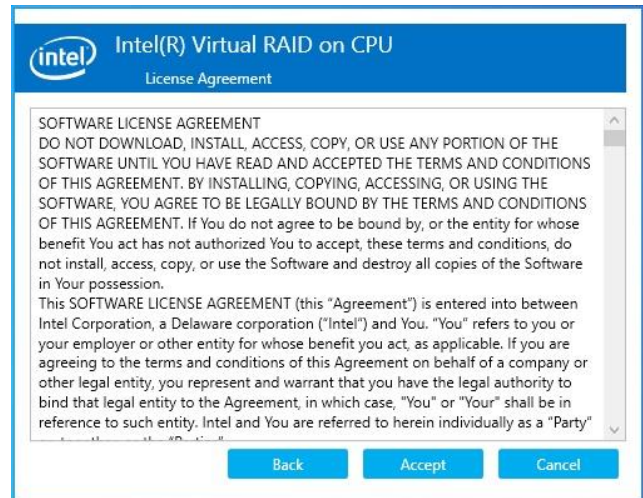 intel
Intel(R) Virtual RAID on CPU
License Agreement
SOFTWARE LICENSE AGREEMENT
DO NOT DOWNLOAD, INSTALL, ACCESS, COPY, OR USE ANY PORTION OF THE
SOFTWARE UNTIL YOU HAVE READ AND ACCEPTED THE TERMS AND CONDITIONS
OF THIS AGREEMENT. BY INSTALLING, COPYING, ACCESSING, OR USING THE
SOFTWARE, YOU AGREE TO BE LEGALLY BOUND BY THE TERMS AND CONDITIONS
OF THIS AGREEMENT. If You do not agree to be bound by, or the entity for whose
benefit You act has not authorized You to accept, these terms and conditions, do
not install, access, copy, or use the Software and destroy all copies of the Software
in Your possession.
This SOFTWARE LICENSE AGREEMENT (this “Agreement”) is entered into between
Intel Corporation, a Delaware corporation (“Intel”) and You. “You” refers to you or
your employer or other entity for whose benefit you act, as applicable. If you are
agreeing to the terms and conditions of this Agreement on behalf of a company or
other legal entity, you represent and warrant that you have the legal authority to
bind that legal entity to the Agreement, in which case, "You" or "Your" shall be in
reference to such entity. Intel and You are referred to herein individually as a “Party”
Back
Accept
Cancel